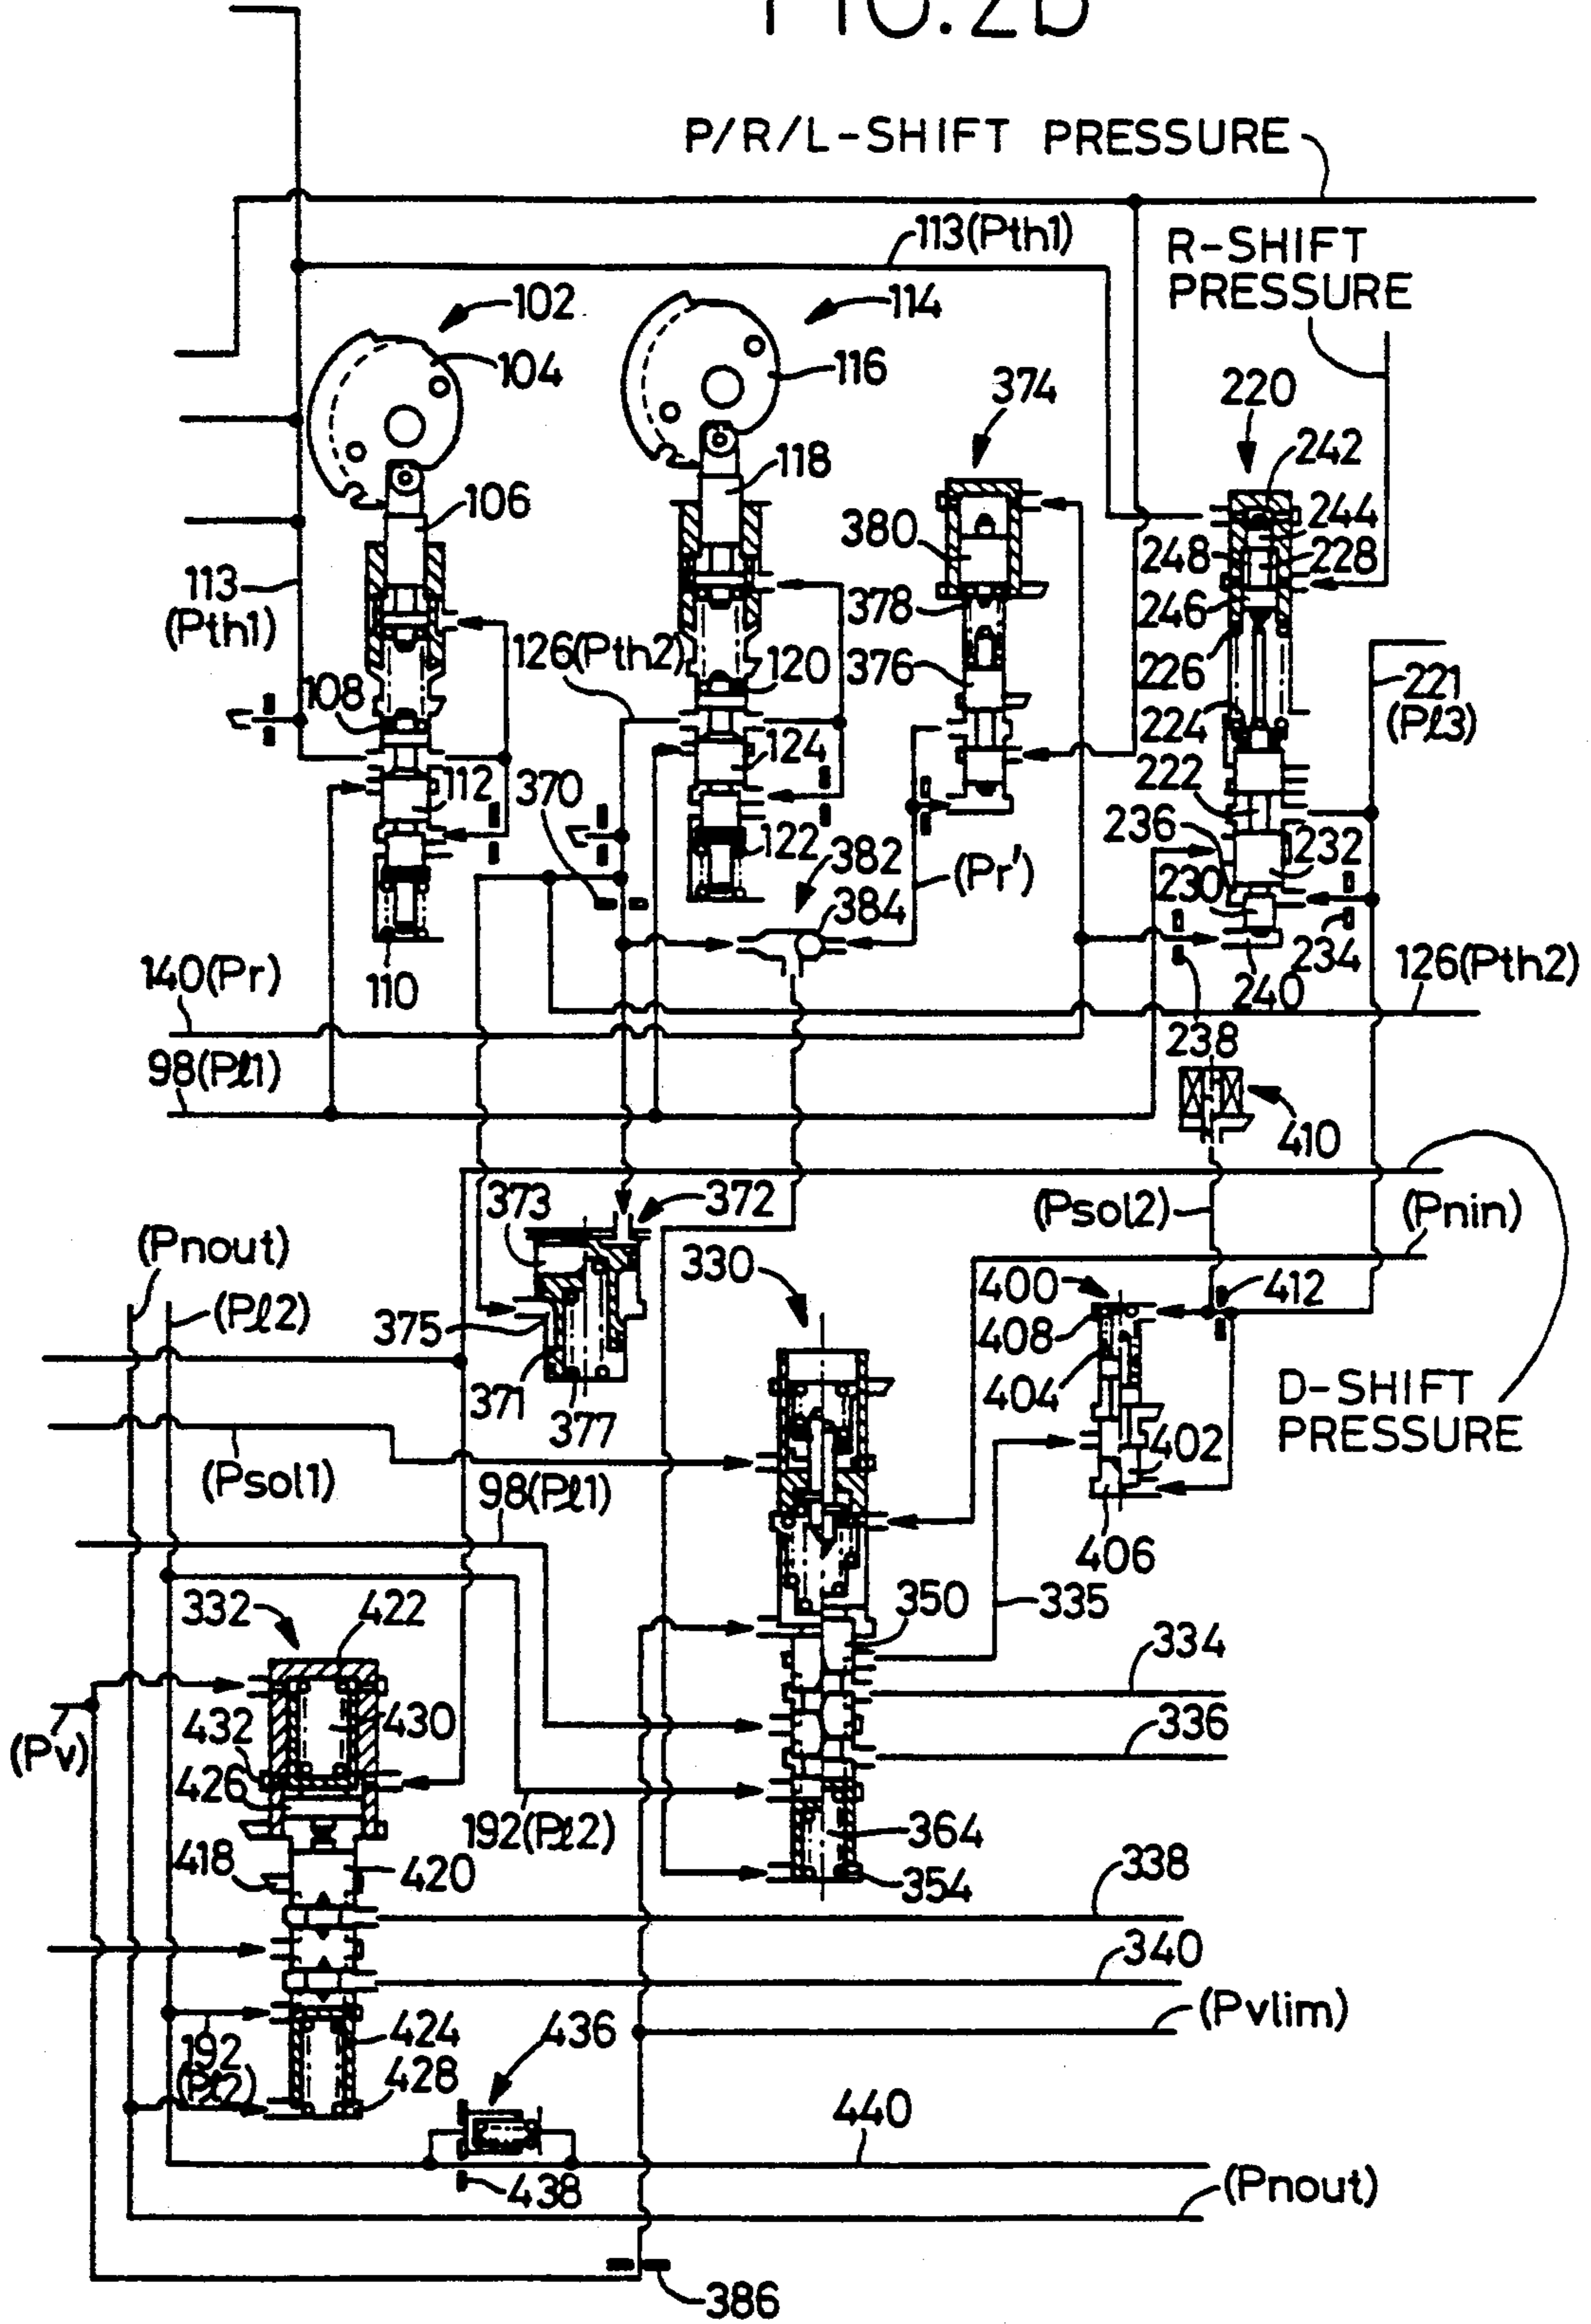 FIG.2b
P/R/L-SHIFT PRESSURE
113(Pth1)
R-SHIFT
PRESSURE
102
114
104
116
374
220
242
118
106
380
244
248
228
113
(Pth1)
378
246
126(Pth2)
120
376
226
221
(Pl3)
108
224
124
112
370
222
236
232
122
382
(Pr')
230
384
140(Pr)
110
234
126(Pth2)
240
238
98(Pl1)
410
373
372
(Psol2)
(Pnin)
(Pnout)
330
400
412
(Pl2)
375
408
404
D-SHIFT
PRESSURE
371
377
402
(Psol1)
98(Pl1)
406
332
422
350
335
334
432
430
336
(Pv)
426
192(Pl2)
364
418
420
354
338
340
(Pvlim)
424
436
192
(Pl2)
428
440
438
(Pnout)
386